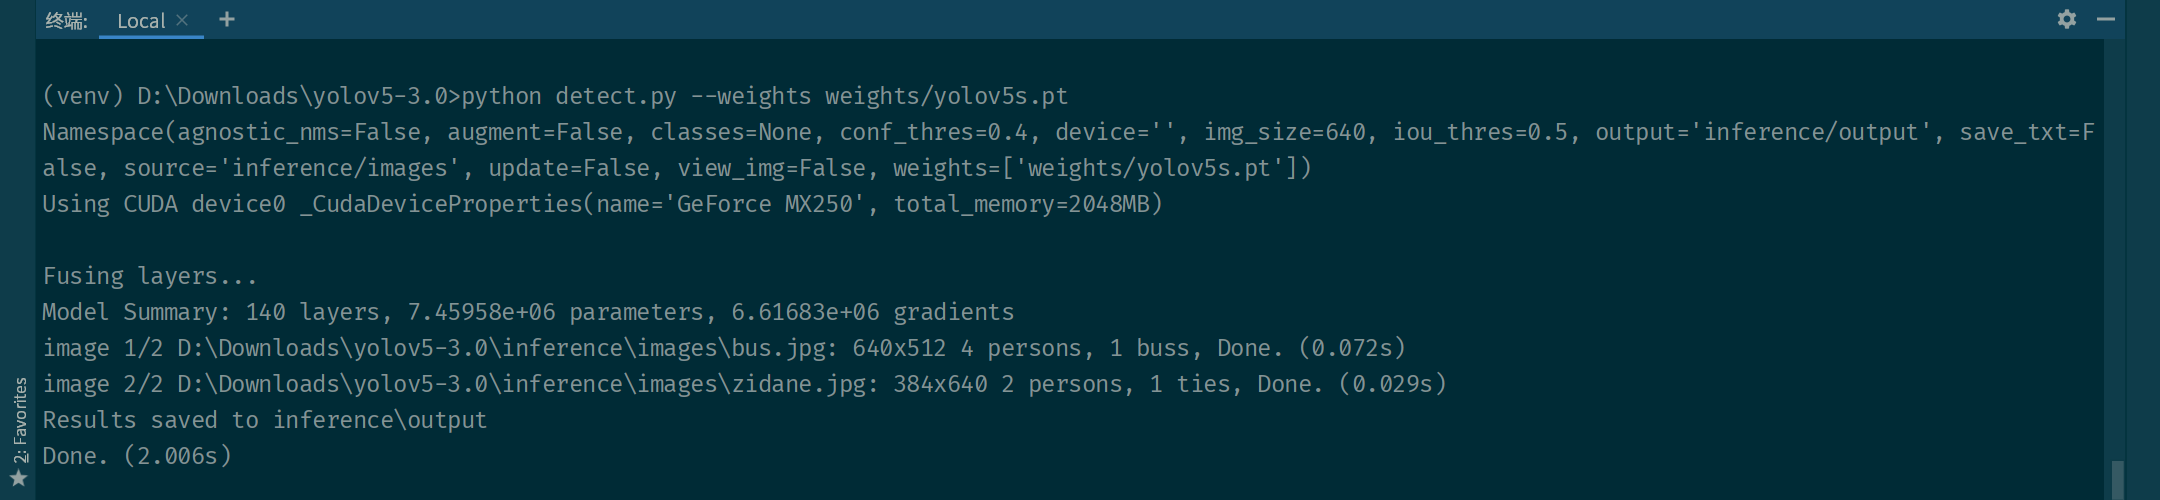 终端: Local × +
(venv) D:\Downloads\yolov5-3.0>python detect.py --weights weights/yolov5s.pt
Namespace(agnostic_nms=False, augment=False, classes=None, conf_thres=0.4, device='', img_size=640, iou_thres=0.5, output='inference/output', save_txt=F
alse, source='inference/images', update=False, view_img=False, weights=['weights/yolov5s.pt'])
Using CUDA device0 _CudaDeviceProperties(name='GeForce MX250', total_memory=2048MB)
Fusing layers...
Model Summary: 140 layers, 7.45958e+06 parameters, 6.61683e+06 gradients
image 1/2 D:\Downloads\yolov5-3.0\inference\images\bus.jpg: 640x512 4 persons, 1 buss, Done. (0.072s)
image 2/2 D:\Downloads\yolov5-3.0\inference\images\zidane.jpg: 384x640 2 persons, 1 ties, Done. (0.029s)
Results saved to inference\output
Done. (2.006s)
2: Favorites